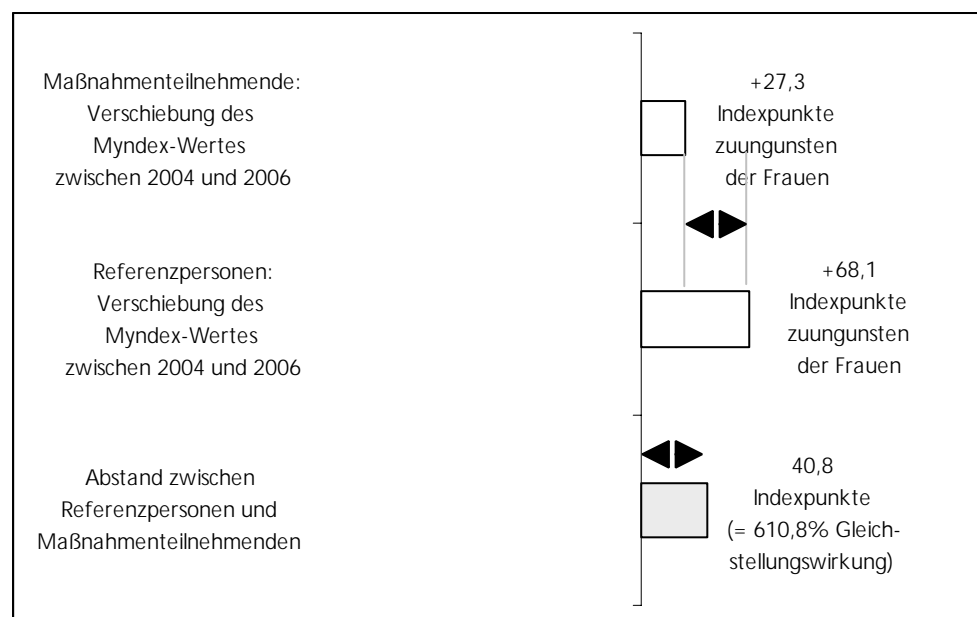 Maßnahmenteilnehmende:
Verschiebung des
Myndex-Wertes
zwischen 2004 und 2006
+27,3
Indexpunkte
zuungunsten
der Frauen
Referenzpersonen:
Verschiebung des
Myndex-Wertes
zwischen 2004 und 2006
+68,1
Indexpunkte
zuungunsten
der Frauen
Abstand zwischen
Referenzpersonen und
Maßnahmenteilnehmenden
40,8
Indexpunkte
(= 610,8% Gleich-
stellungswirkung)